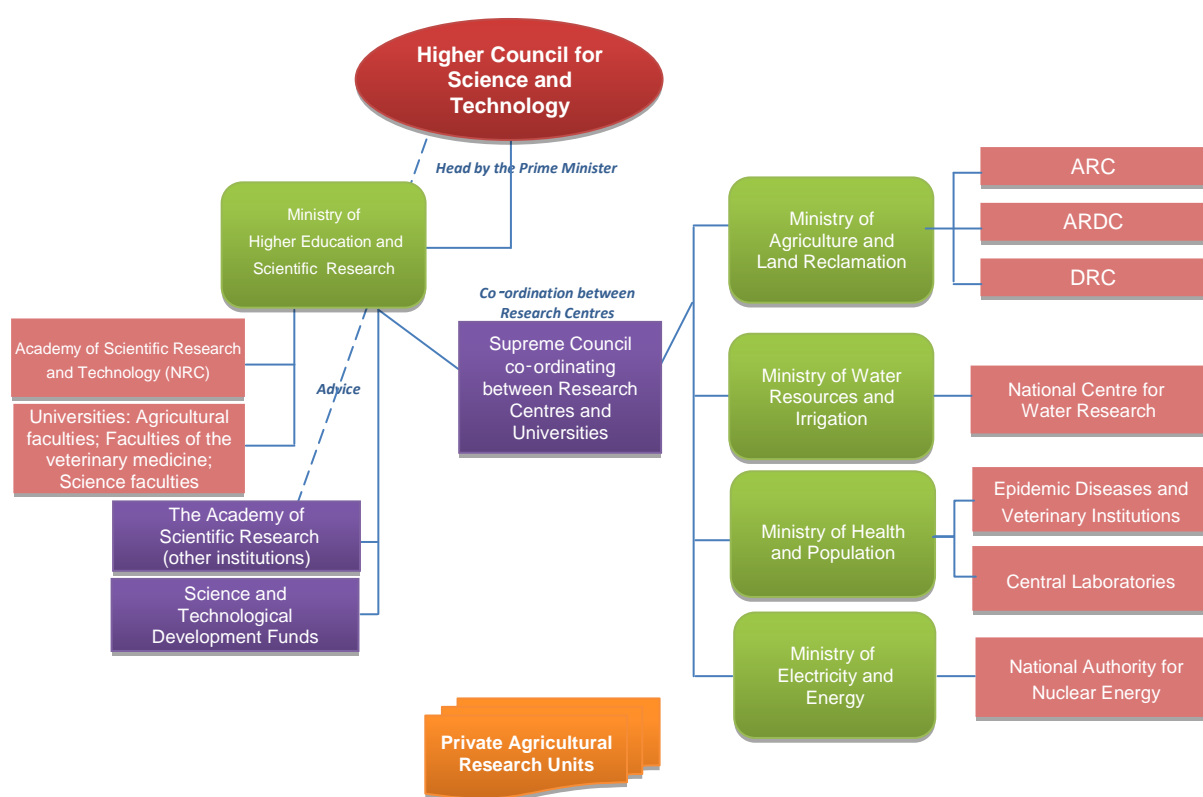 Higher Council for
Science and
Technology
Head by the Prime Minister
Ministry of
Higher Education and
Scientific Research
Academy of Scientific Research
and Technology (NRC)
Universities: Agricultural
faculties; Faculties of the
veterinary medicine;
Science faculties
Advice
The Academy of
Scientific Research
(other institutions)
Science and
Technological
Development Funds
Co-ordination between
Research Centres
Supreme Council
co-ordinating
between Research
Centres and
Universities
Ministry of
Agriculture and
Land Reclamation
ARC
ARDC
DRC
Ministry of Water
Resources and
Irrigation
National Centre for
Water Research
Ministry of Health
and Population
Epidemic Diseases and
Veterinary Institutions
Central Laboratories
Ministry of
Electricity and
Energy
National Authority for
Nuclear Energy
Private Agricultural
Research Units